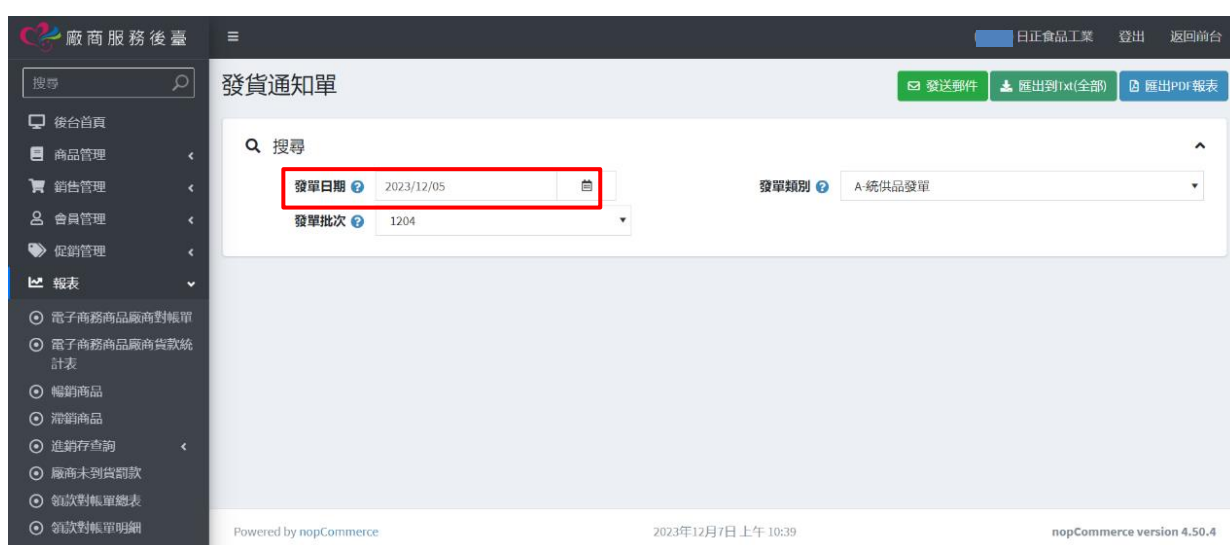 廠商服務後臺
日正食品工業 登出 返回前台
搜尋
發貨通知單
發送郵件 匯出到Txt(全部) 匯出PDF報表
後台首頁
商品管理
銷售管理
會員管理
促銷管理
報表
電子商務商品廠商對帳單
電子商務商品廠商貨款統
計表
暢銷商品
滯銷商品
進銷存查詢
廠商未到貨罰款
領款對帳單總表
領款對帳單明細
搜尋
發單日期 2023/12/05
發單類別 A-統供品發單
發單批次 1204
Powered by nopCommerce
2023年12月7日 上午 10:39
nopCommerce version 4.50.4